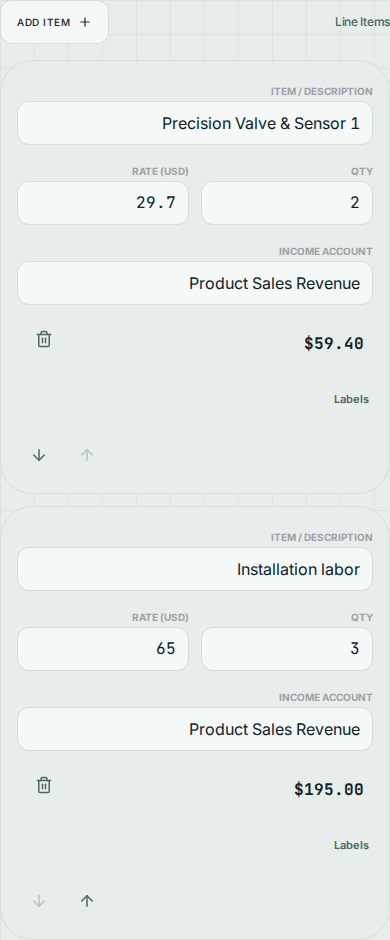 Line Items
ADD ITEM
ITEM / DESCRIPTION
Precision Valve & Sensor 1
QTY
RATE (USD)
2
29.7
INCOME ACCOUNT
Product Sales Revenue
$59.40
Labels
ITEM / DESCRIPTION
Installation labor
QTY
RATE (USD)
3
65
INCOME ACCOUNT
Product Sales Revenue
$195.00
Labels